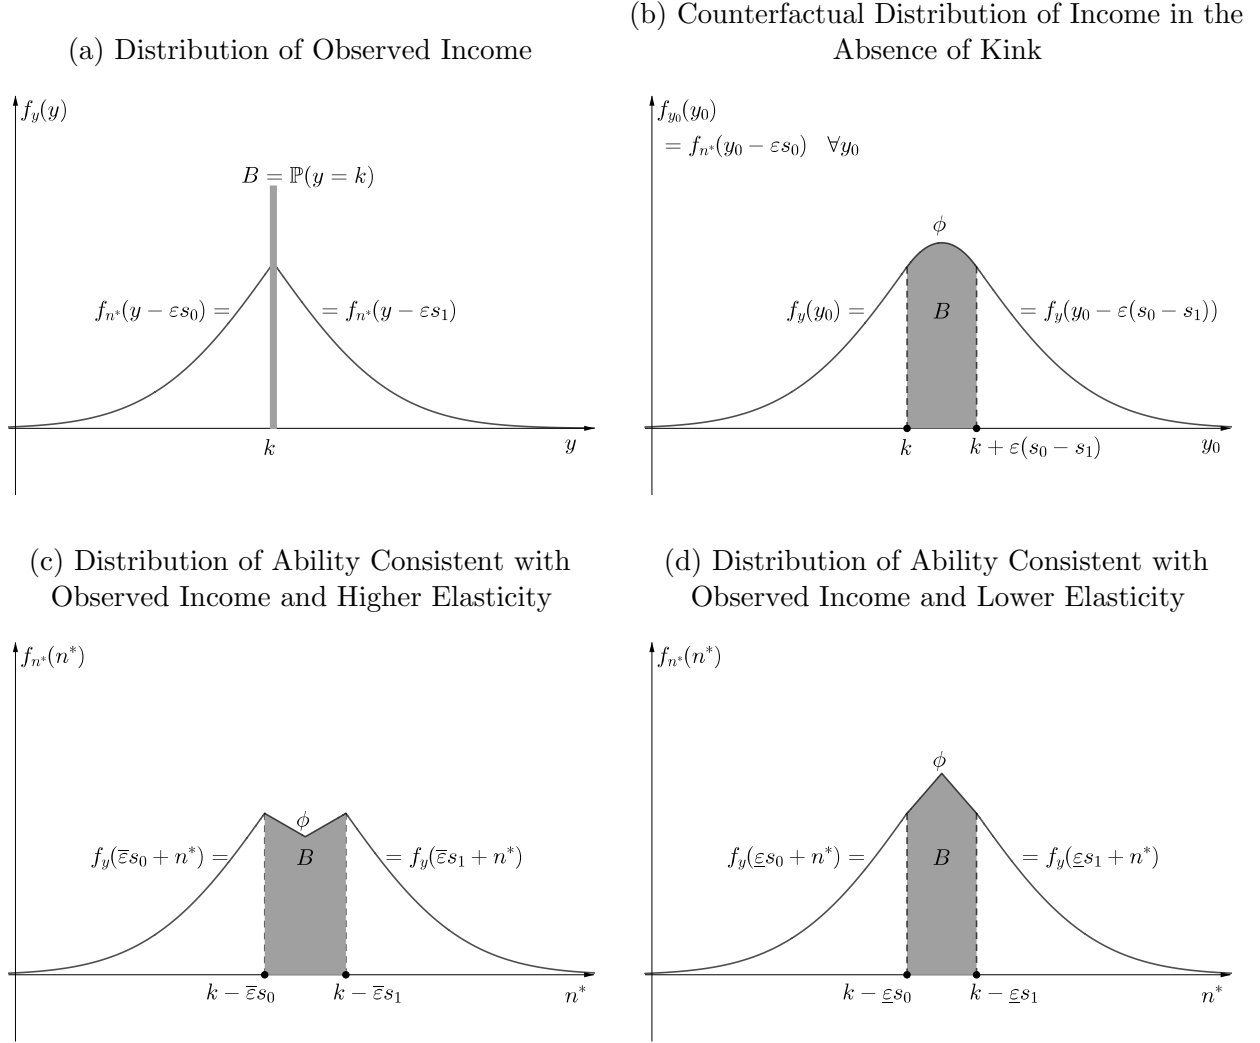 (a) Distribution of Observed Income
f_y(y)
B = ℙ(y = k)
f_{n*}(y − εs_0) =
= f_{n*}(y − εs_1)
k
y
(b) Counterfactual Distribution of Income in the
Absence of Kink
f_{y_0}(y_0)
= f_{n*}(y_0 − εs_0) ∀y_0
ϕ
f_y(y_0) =
B
= f_y(y_0 − ε(s_0 − s_1))
k
k + ε(s_0 − s_1)
y_0
(c) Distribution of Ability Consistent with
Observed Income and Higher Elasticity
f_{n*}(n*)
ϕ
f_y(ε̅s_0 + n*) =
B
= f_y(ε̅s_1 + n*)
k − ε̅s_0
k − ε̅s_1
n*
(d) Distribution of Ability Consistent with
Observed Income and Lower Elasticity
f_{n*}(n*)
ϕ
f_y(ε̲s_0 + n*) =
B
= f_y(ε̲s_1 + n*)
k − ε̲s_0
k − ε̲s_1
n*